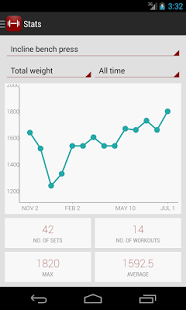 3:32
Stats
Incline bench press
Total weight
All time
2000
1800
1600
1400
1200
NOV 2
FEB 2
MAY 10
JUL 1
42
14
NO. OF SETS
NO. OF WORKOUTS
1820
1592.5
MAX
AVERAGE